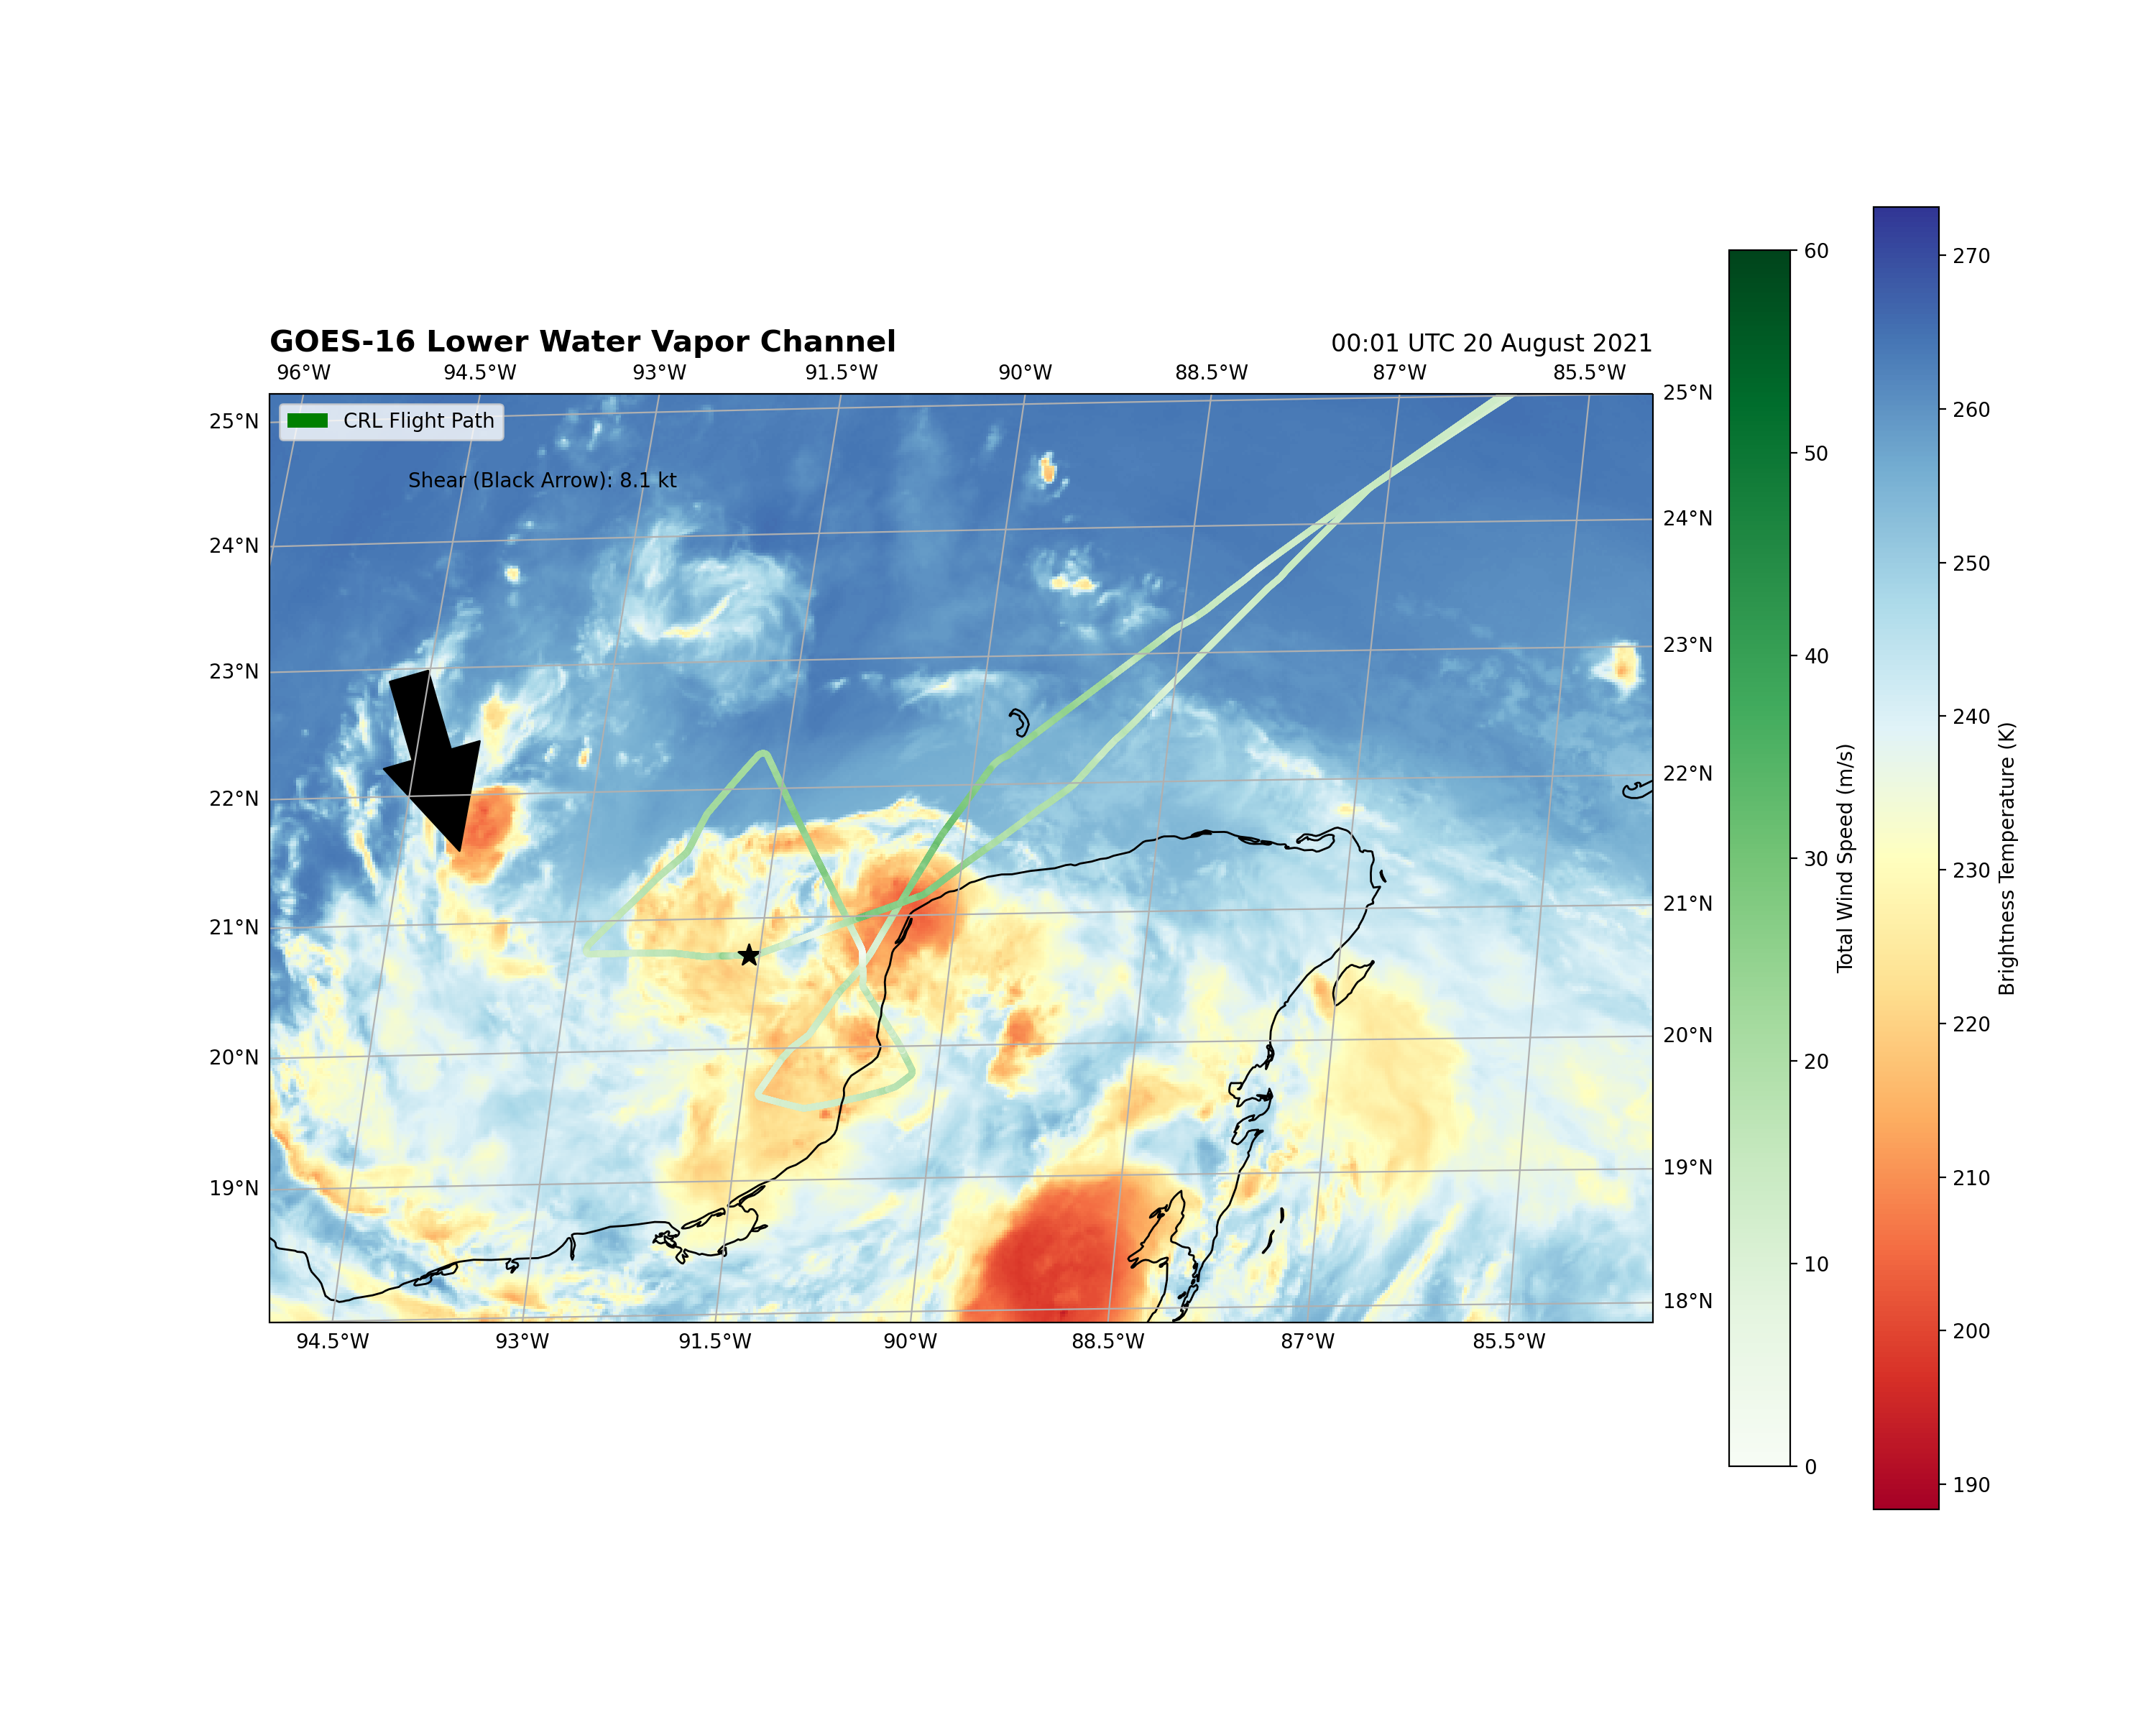 GOES-16 Lower Water Vapor Channel
00:01 UTC 20 August 2021
96°W 94.5°W 93°W 91.5°W 90°W 88.5°W 87°W 85.5°W
CRL Flight Path
Shear (Black Arrow): 8.1 kt
25°N
24°N
23°N
22°N
21°N
20°N
19°N
25°N
24°N
23°N
22°N
21°N
20°N
19°N
18°N
94.5°W 93°W 91.5°W 90°W 88.5°W 87°W 85.5°W
60
50
40
30
20
10
0
Total Wind Speed (m/s)
270
260
250
240
230
220
210
200
190
Brightness Temperature (K)